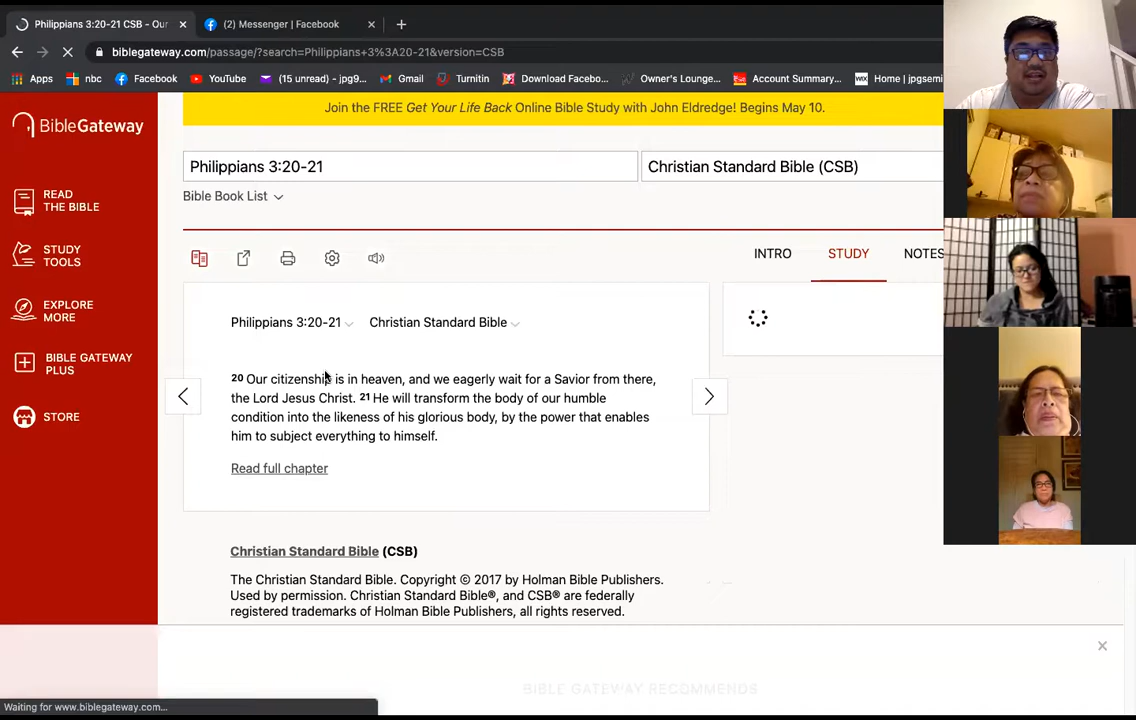 Philippians 3:20-21 CSB - Ou
(2) Messenger | Facebook
biblegateway.com/passage/?search=Philippians+3%3A20-21&version=CSB
Apps nbc Facebook YouTube (15 unread) - jpg9... Gmail Turnitin Download Facebo... Owner's Lounge... Account Summary... Home | jpgsemi
Join the FREE Get Your Life Back Online Bible Study with John Eldredge! Begins May 10.
BibleGateway
Philippians 3:20-21
Christian Standard Bible (CSB)
Bible Book List
READ
THE BIBLE
STUDY
TOOLS
EXPLORE
MORE
BIBLE GATEWAY
PLUS
STORE
INTRO STUDY NOTES
Philippians 3:20-21 Christian Standard Bible
20 Our citizenship is in heaven, and we eagerly wait for a Savior from there,
the Lord Jesus Christ. 21 He will transform the body of our humble
condition into the likeness of his glorious body, by the power that enables
him to subject everything to himself.
Read full chapter
Christian Standard Bible (CSB)
The Christian Standard Bible. Copyright © 2017 by Holman Bible Publishers.
Used by permission. Christian Standard Bible®, and CSB® are federally
registered trademarks of Holman Bible Publishers, all rights reserved.
BIBLE GATEWAY RECOMMENDS
Waiting for www.biblegateway.com...